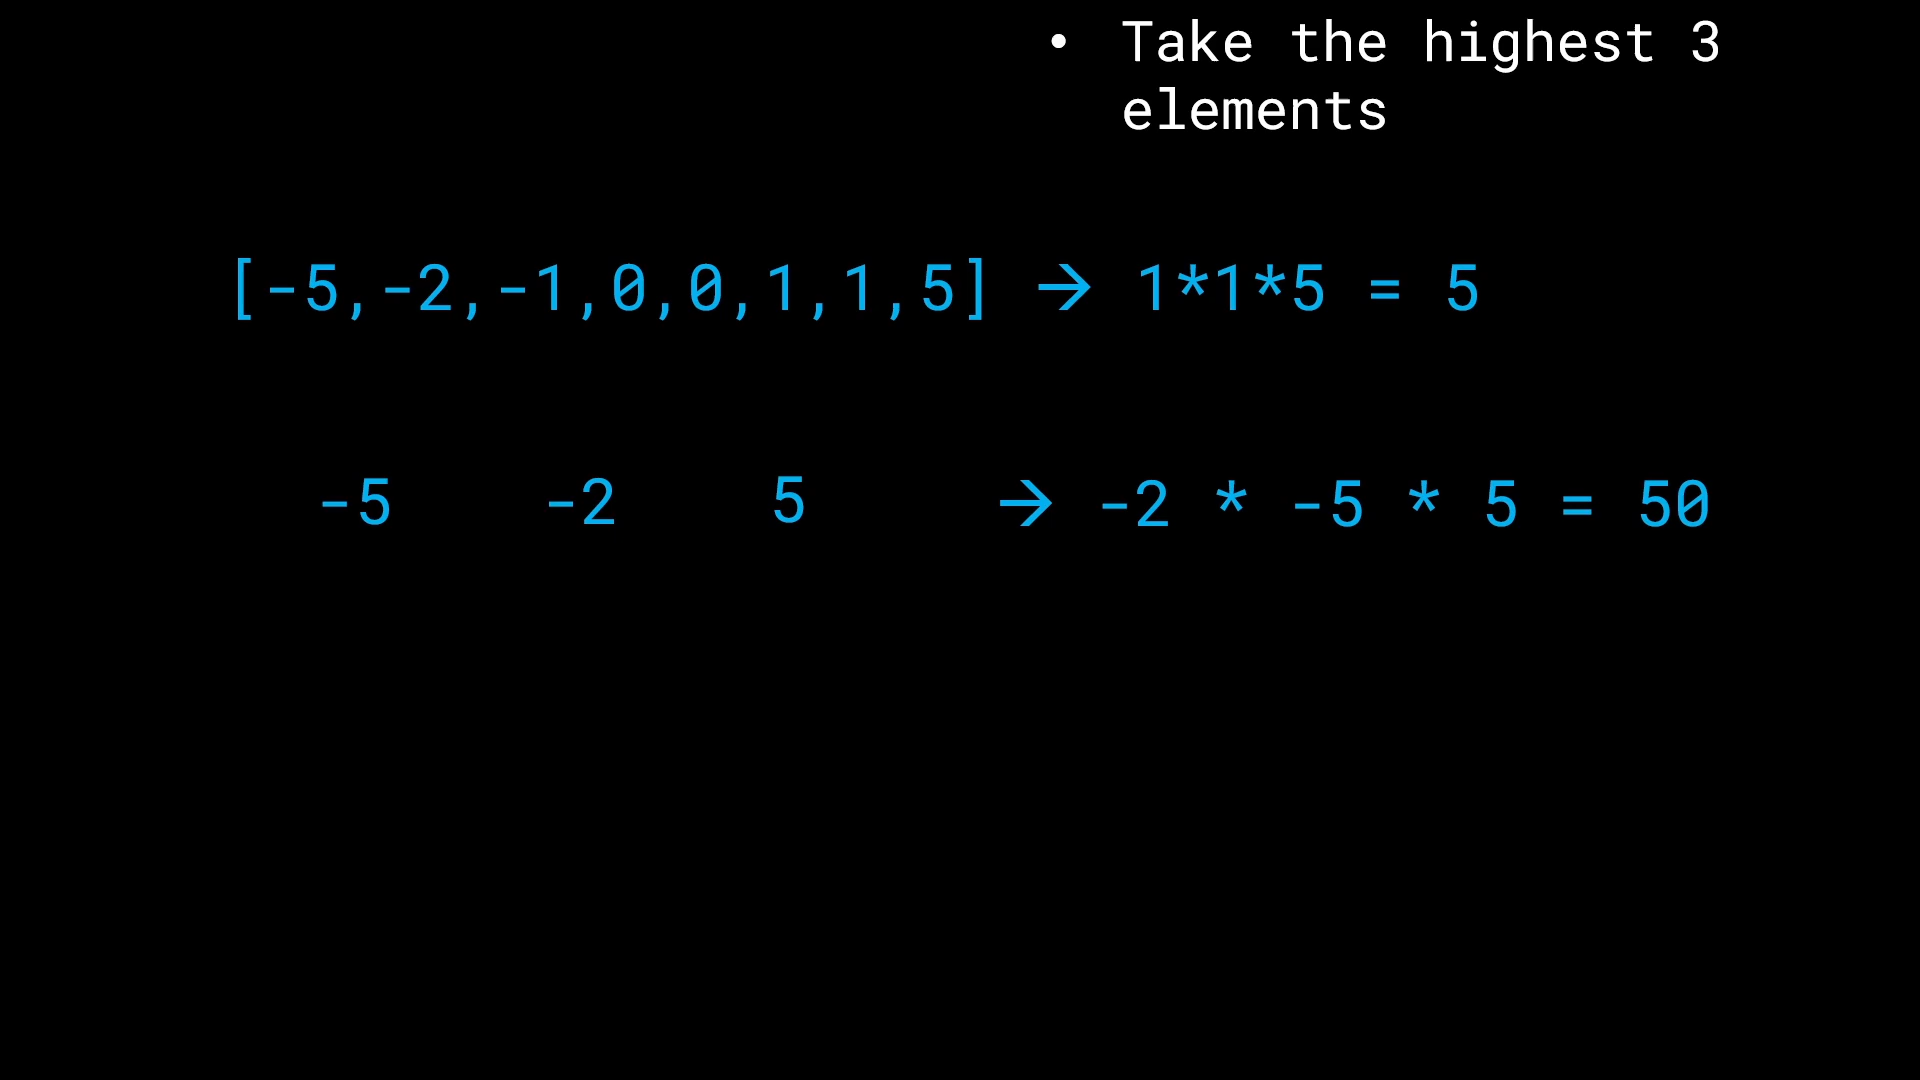 • Take the highest 3
elements
[-5,-2,-1,0,0,1,1,5] → 1*1*5 = 5
-5 -2 5 → -2 * -5 * 5 = 50